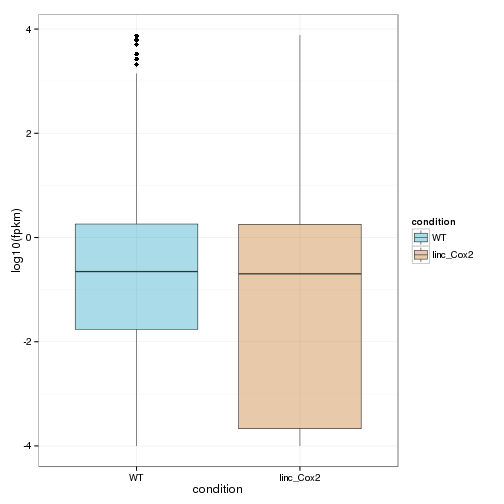 4
2
0
-2
-4
log10(fpkm)
WT
linc_Cox2
condition
condition
WT
linc_Cox2